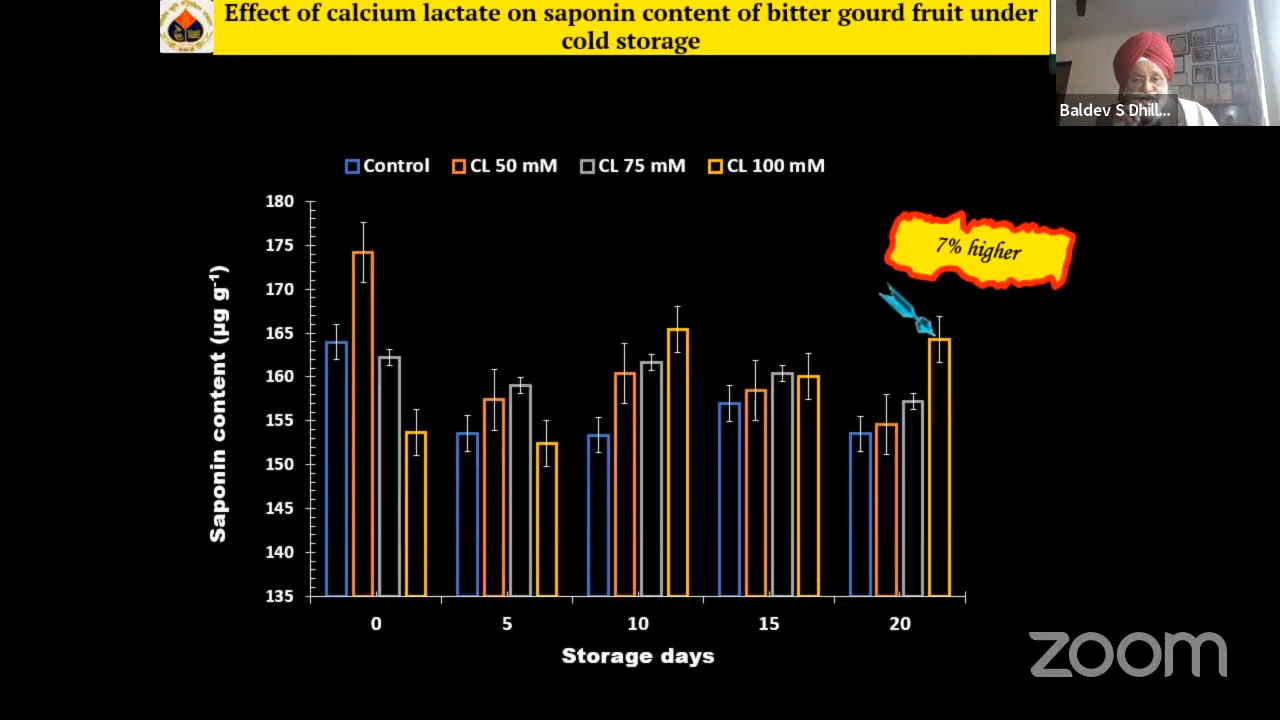 Effect of calcium lactate on saponin content of bitter gourd fruit under
cold storage
Baldev S Dhill...
Control CL 50 mM CL 75 mM CL 100 mM
7% higher
Saponin content (µg g⁻¹)
180
175
170
165
160
155
150
145
140
135
0 5 10 15 20
Storage days
zoom